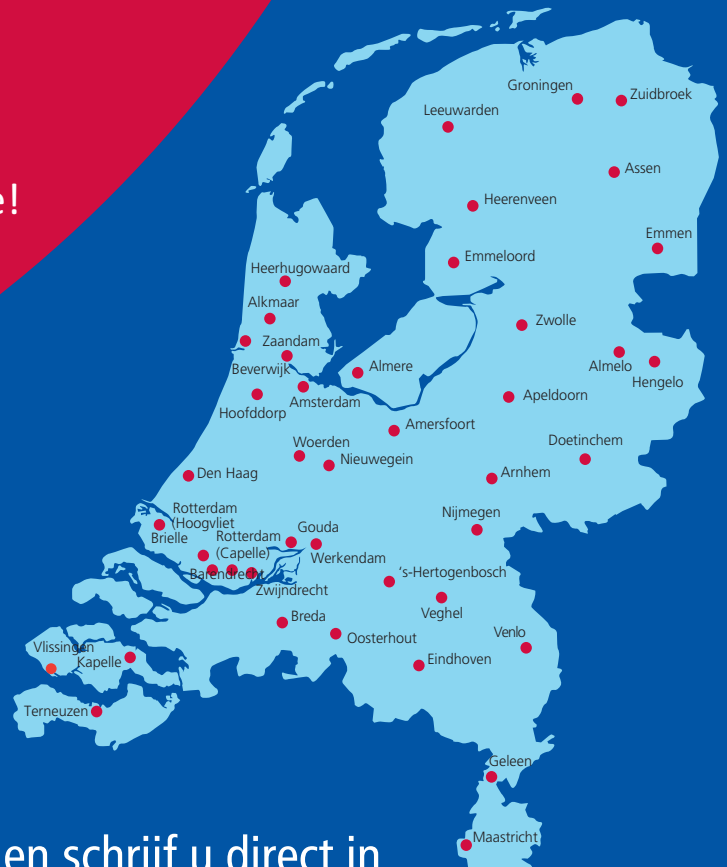 e!
Groningen
Zuidbroek
Leeuwarden
Assen
Heerenveen
Emmen
Emmeloord
Heerhugowaard
Alkmaar
Zwolle
Zaandam
Beverwijk
Almere
Almelo
Hengelo
Amsterdam
Apeldoorn
Hoofddorp
Amersfoort
Woerden
Nieuwegein
Doetinchem
Den Haag
Arnhem
Rotterdam
(Hoogvliet
Brielle
Nijmegen
Rotterdam
(Capelle)
Gouda
Werkendam
Barendrecht
Zwijndrecht
's-Hertogenbosch
Veghel
Breda
Oosterhout
Venlo
Vlissingen
Kapelle
Eindhoven
Terneuzen
Geleen
Maastricht
en schrijf u direct in